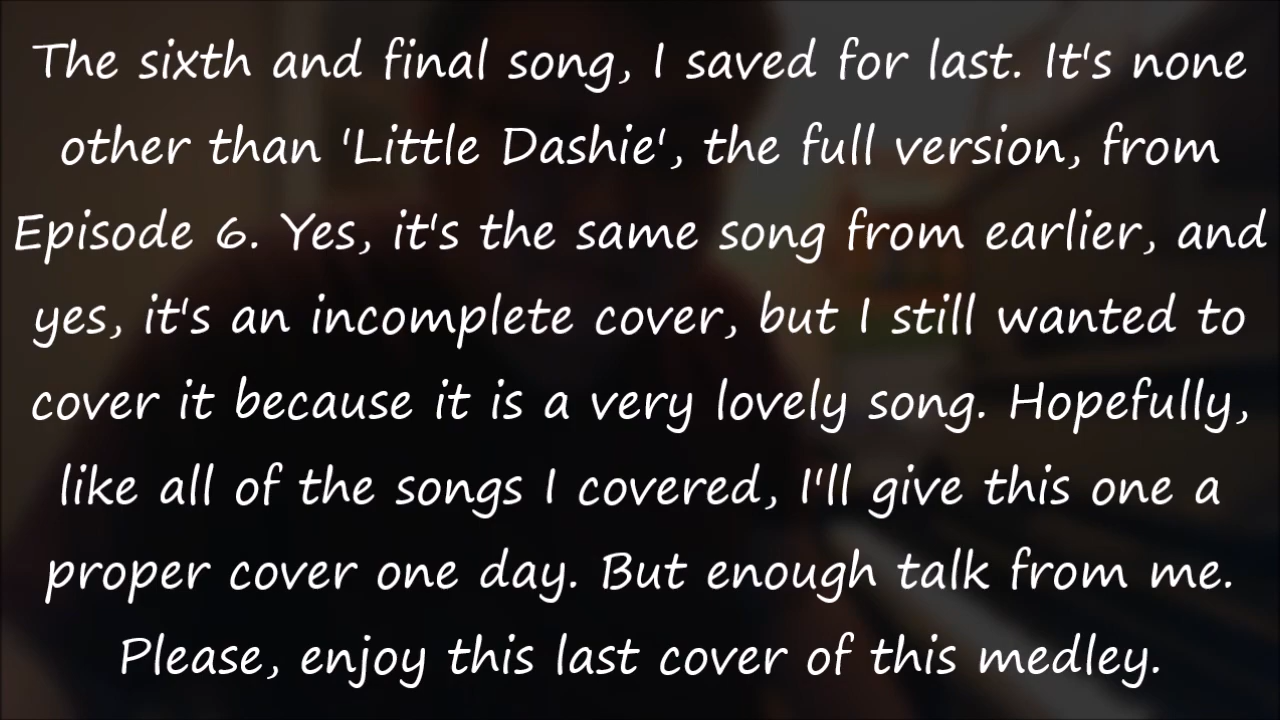 The sixth and final song, I saved for last. It's none
other than 'Little Dashie', the full version, from
Episode 6. Yes, it's the same song from earlier, and
yes, it's an incomplete cover, but I still wanted to
cover it because it is a very lovely song. Hopefully,
like all of the songs I covered, I'll give this one a
proper cover one day. But enough talk from me.
Please, enjoy this last cover of this medley.